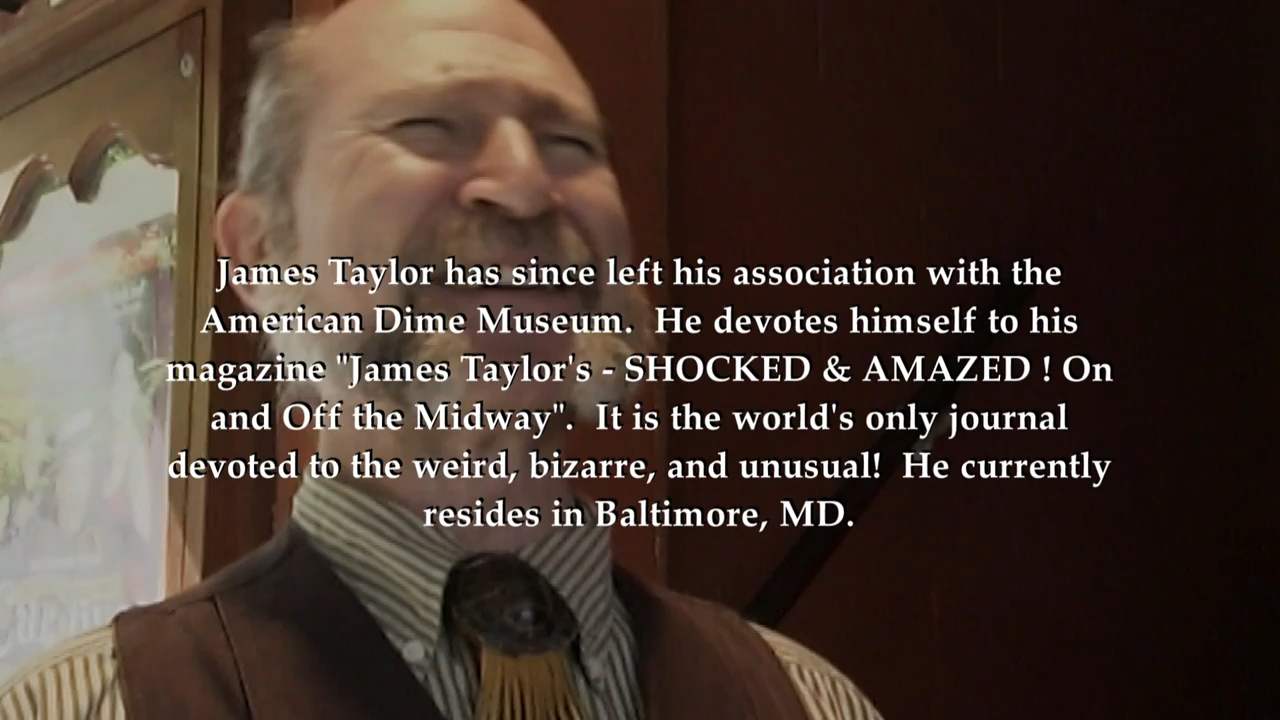 James Taylor has since left his association with the
American Dime Museum.  He devotes himself to his
magazine "James Taylor's - SHOCKED & AMAZED ! On
and Off the Midway".  It is the world's only journal
devoted to the weird, bizarre, and unusual!  He currently
resides in Baltimore, MD.